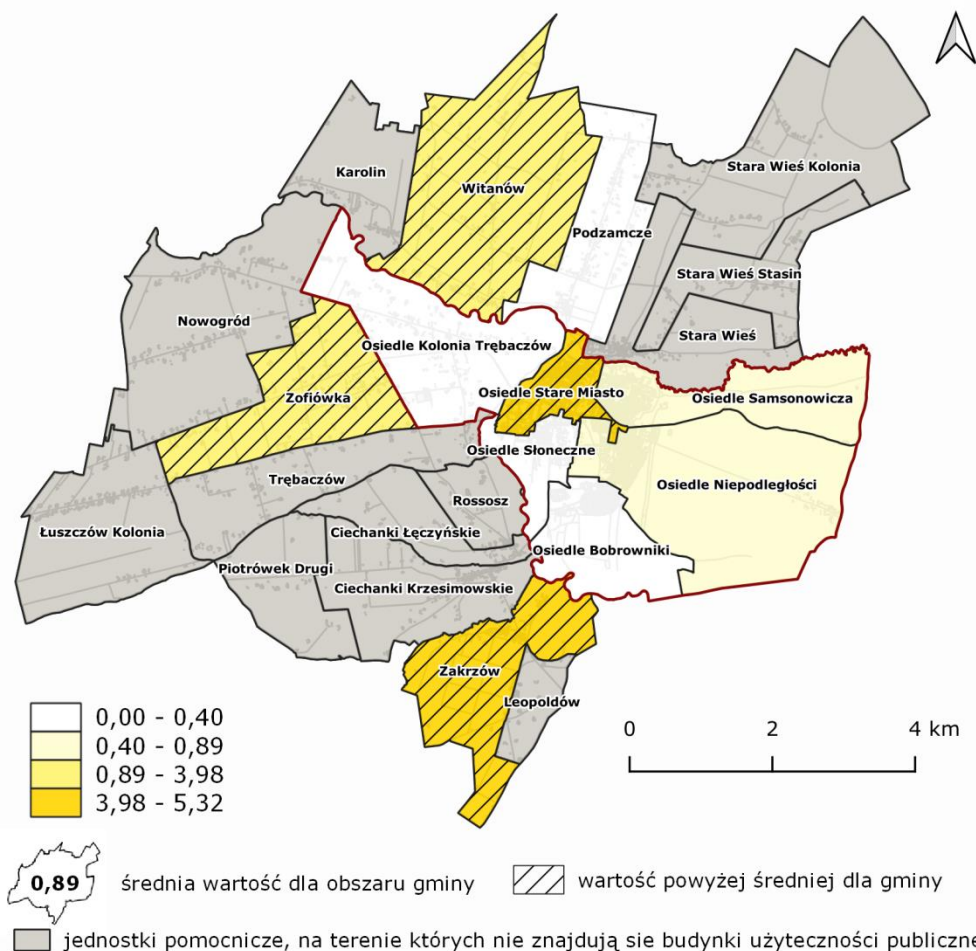 Karolin
Witanów
Stara Wieś Kolonia
Podzamcze
Stara Wieś Stasin
Nowogród
Stara Wieś
Osiedle Kolonia Trębaczów
Zofiówka
Osiedle Stare Miasto
Osiedle Samsonowicza
Osiedle Słoneczne
Trębaczów
Osiedle Niepodległości
Rossosz
Łuszczów Kolonia
Ciechanki Łęczyńskie
Osiedle Bobrowniki
Piotrówek Drugi
Ciechanki Krzesimowskie
Zakrzów
Leopoldów
0,00 - 0,40
0,40 - 0,89
0,89 - 3,98
3,98 - 5,32
0 2 4 km
0,89 średnia wartość dla obszaru gminy
wartość powyżej średniej dla gminy
jednostki pomocnicze, na terenie których nie znajdują sie budynki użyteczności publiczne